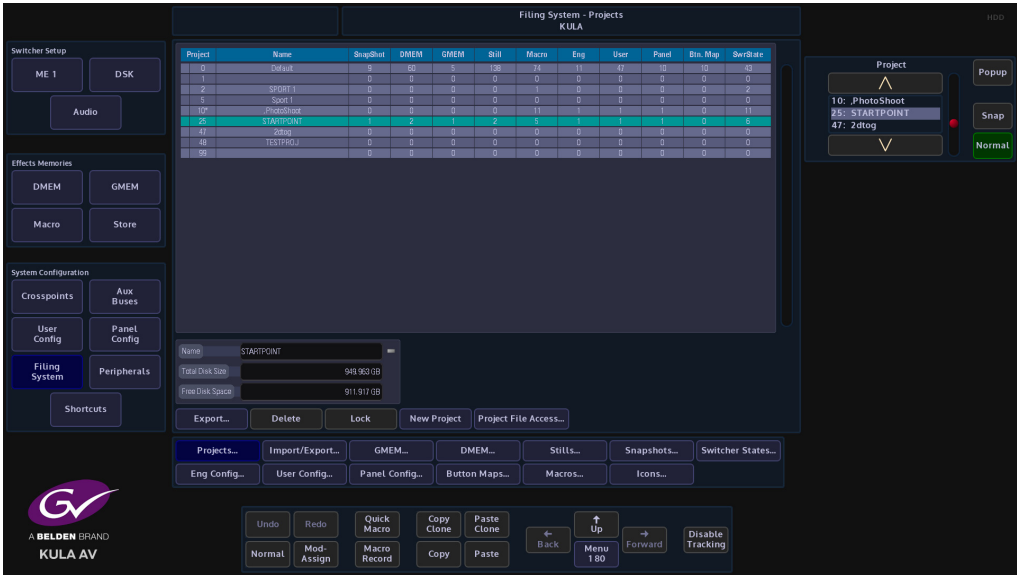 Filing System - Projects
KULA
HDD
Switcher Setup
ME 1
DSK
Audio
Effects Memories
DMEM
GMEM
Macro
Store
System Configuration
Crosspoints
Aux Buses
User Config
Panel Config
Filing System
Peripherals
Shortcuts
Project Name SnapShot DMEM GMEM Still Macro Eng User Panel Btn. Map SwrState
0 Default 9 60 5 138 74 11 47 10 10 43
1 0 0 0 0 0 0 0 0 0 0
2 SPORT 1 0 0 0 0 1 0 0 0 0 2
5 Sport 1 0 0 0 0 0 0 0 0 0 0
10* ,PhotoShoot 0 0 0 0 11 1 1 1 0 11
25 STARTPOINT 1 2 1 2 5 1 1 1 0 6
47 2dtog 0 0 0 0 0 0 0 0 0 0
48 TESTPROJ 0 0 0 0 0 0 0 0 0 0
99 0 0 0 0 0 0 0 0 0 0
Name STARTPOINT
Total Disk Size 949.963 GB
Free Disk Space 911.917 GB
Export...
Delete
Lock
New Project
Project File Access...
Projects...
Import/Export...
GMEM...
DMEM...
Stills...
Snapshots...
Switcher States...
Eng Config...
User Config...
Panel Config...
Button Maps...
Macros...
Icons...
Project
10: ,PhotoShoot
25: STARTPOINT
47: 2dtog
Popup
Snap
Normal
GV
A BELDEN BRAND
KULA AV
Undo
Redo
Quick Macro
Copy Clone
Paste Clone
Normal
Mod-Assign
Macro Record
Copy
Paste
Back
Up
Menu 180
Forward
Disable Tracking